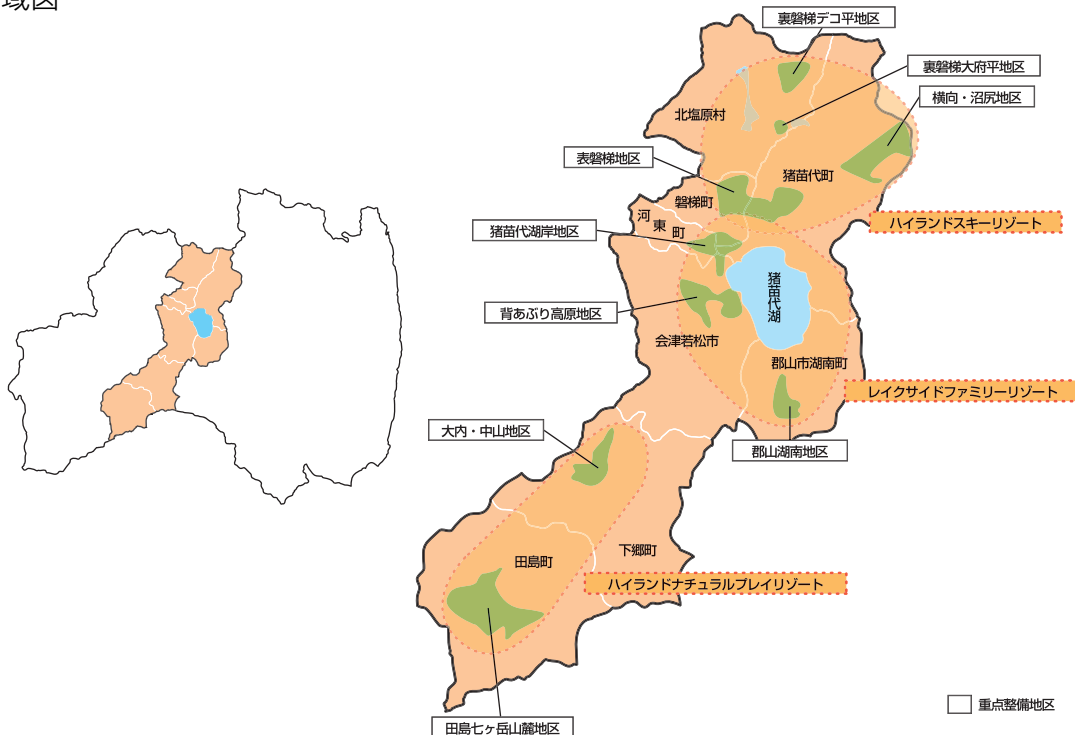 域図
裏磐梯デコ平地区
裏磐梯大府平地区
横向・沼尻地区
北塩原村
表磐梯地区
猪苗代町
磐梯町
河東町
ハイランドスキーリゾート
猪苗代湖岸地区
猪苗代湖
背あぶり高原地区
会津若松市
郡山市湖南町
レイクサイドファミリーリゾート
大内・中山地区
郡山湖南地区
下郷町
田島町
ハイランドナチュラルプレイリゾート
重点整備地区
田島七ヶ岳山麓地区